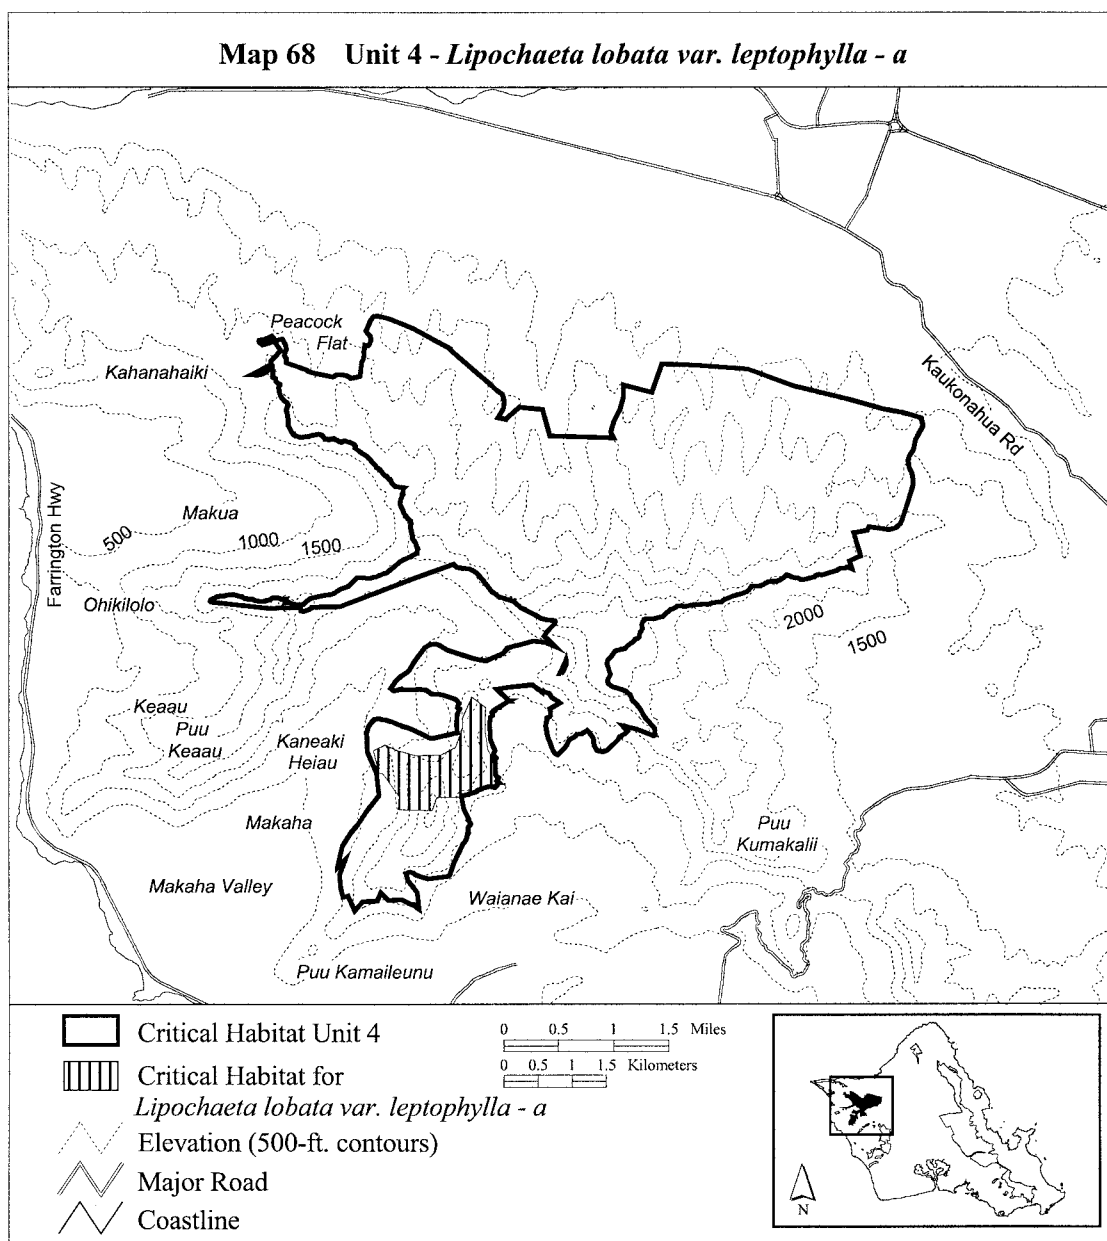 Map 68 Unit 4 - Lipochaeta lobata var. leptophylla - a
Peacock
Flat
Kahanahaiki
Kaukonahua Rd
Farrington Hwy
Makua
500
1000
1500
Ohikilolo
2000
1500
Keaau
Puu
Keaau
Kaneaki
Heiau
Makaha
Puu
Kumakalii
Makaha Valley
Waianae Kai
Puu Kamaileunu
Critical Habitat Unit 4
Critical Habitat for
Lipochaeta lobata var. leptophylla - a
Elevation (500-ft. contours)
Major Road
Coastline
0 0.5 1 1.5 Miles
0 0.5 1 1.5 Kilometers
N